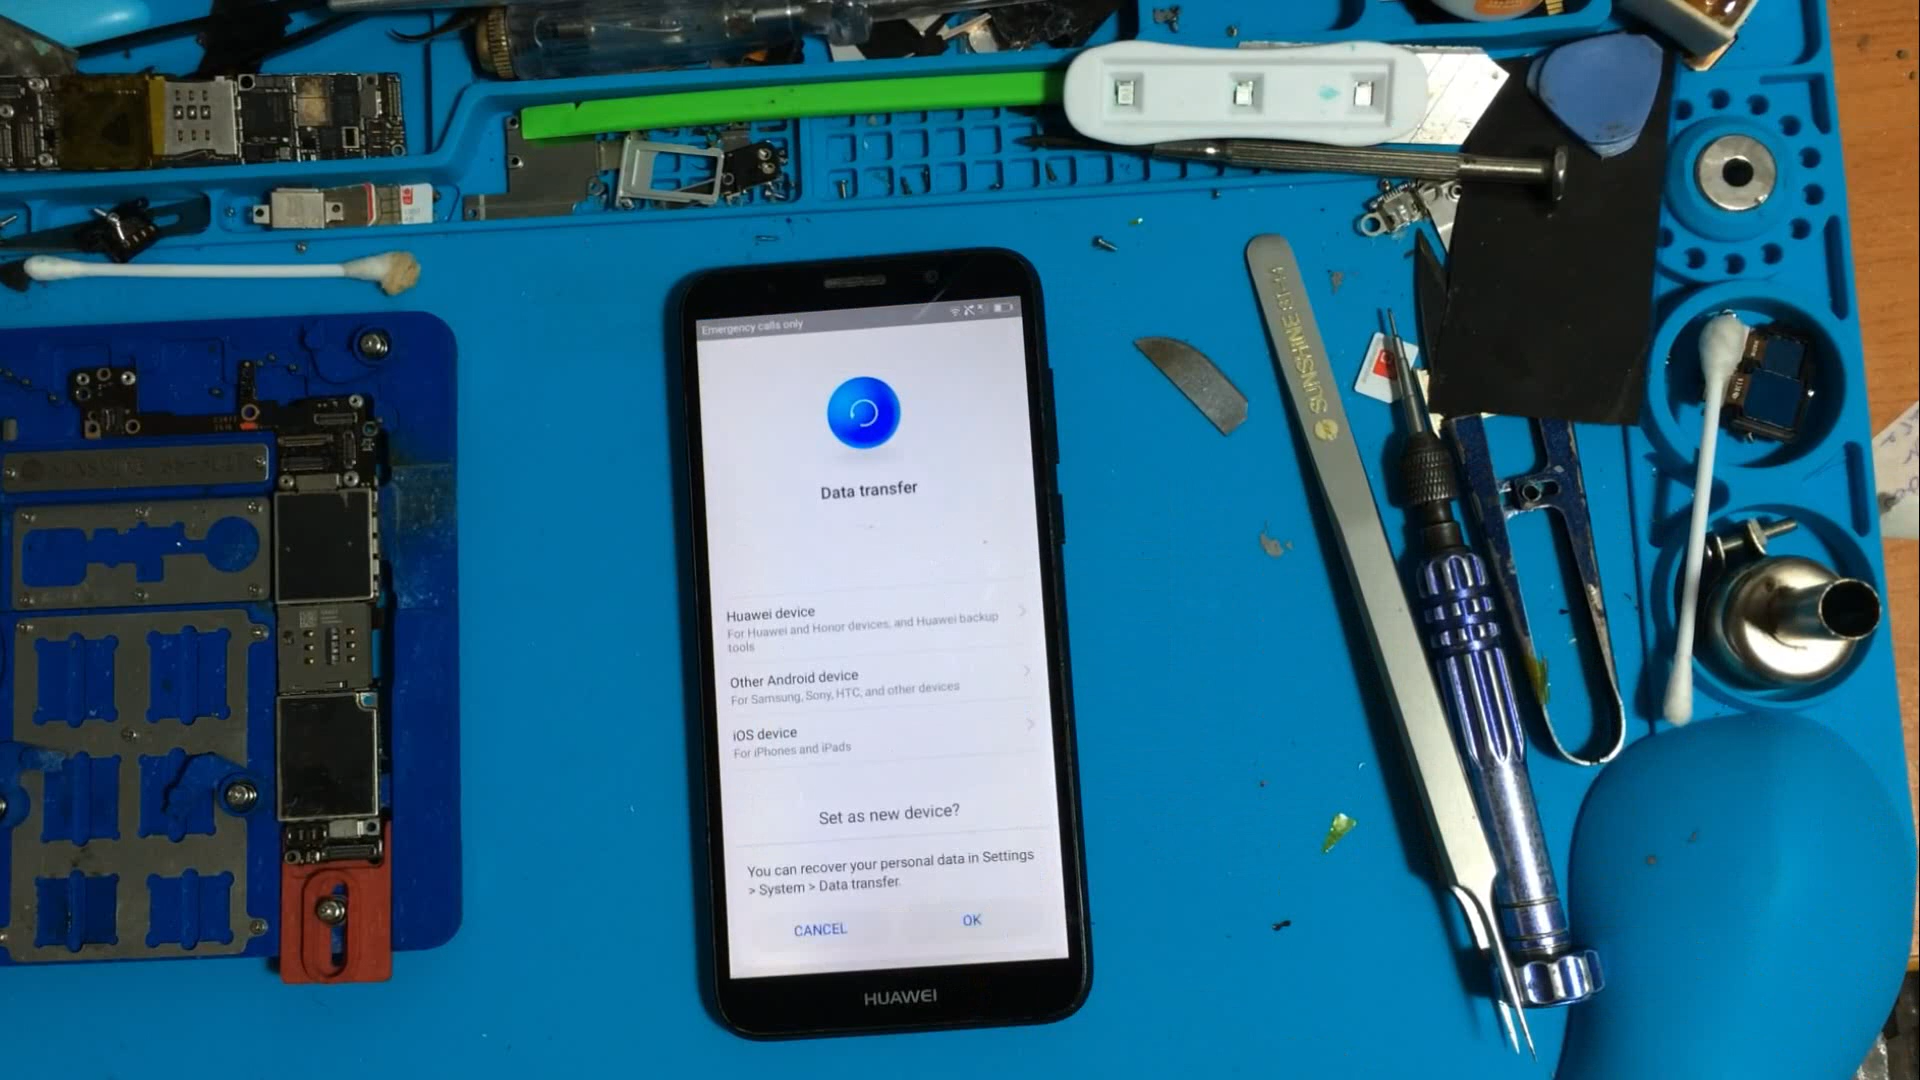 Emergency calls only
Data transfer
Huawei device
For Huawei and Honor devices, and Huawei backup
tools
Other Android device
For Samsung, Sony, HTC, and other devices
iOS device
For iPhones and iPads
Set as new device?
You can recover your personal data in Settings
> System > Data transfer.
CANCEL
OK
HUAWEI
SUNSHINE ST-14